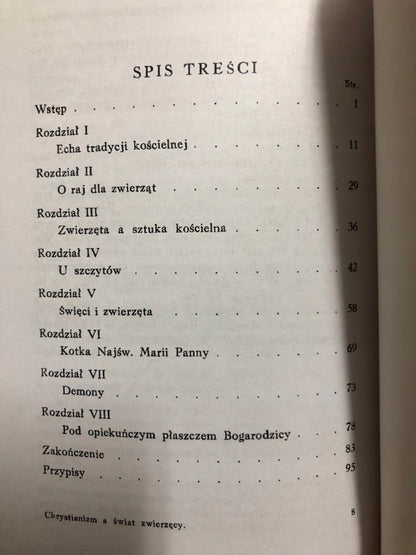 SPIS TREŚCI
Str.
Wstęp . . . . . . . . . . . . . . 1
Rozdział I
Echa tradycji kościelnej . . . . . . . . 11
Rozdział II
O raj dla zwierząt . . . . . . . . . 29
Rozdział III
Zwierzęta a sztuka kościelna . . . . . . 36
Rozdział IV
U szczytów . . . . . . . . . . . 42
Rozdział V
Święci i zwierzęta . . . . . . . . . 58
Rozdział VI
Kotka Najśw. Marii Panny . . . . . . . 69
Rozdział VII
Demony . . . . . . . . . . . . 73
Rozdział VIII
Pod opiekuńczym płaszczem Bogarodzicy . . . 78
Zakończenie . . . . . . . . . . . . 83
Przypisy . . . . . . . . . . . . . 95
Chrystianizm a świat zwierzęcy. 8